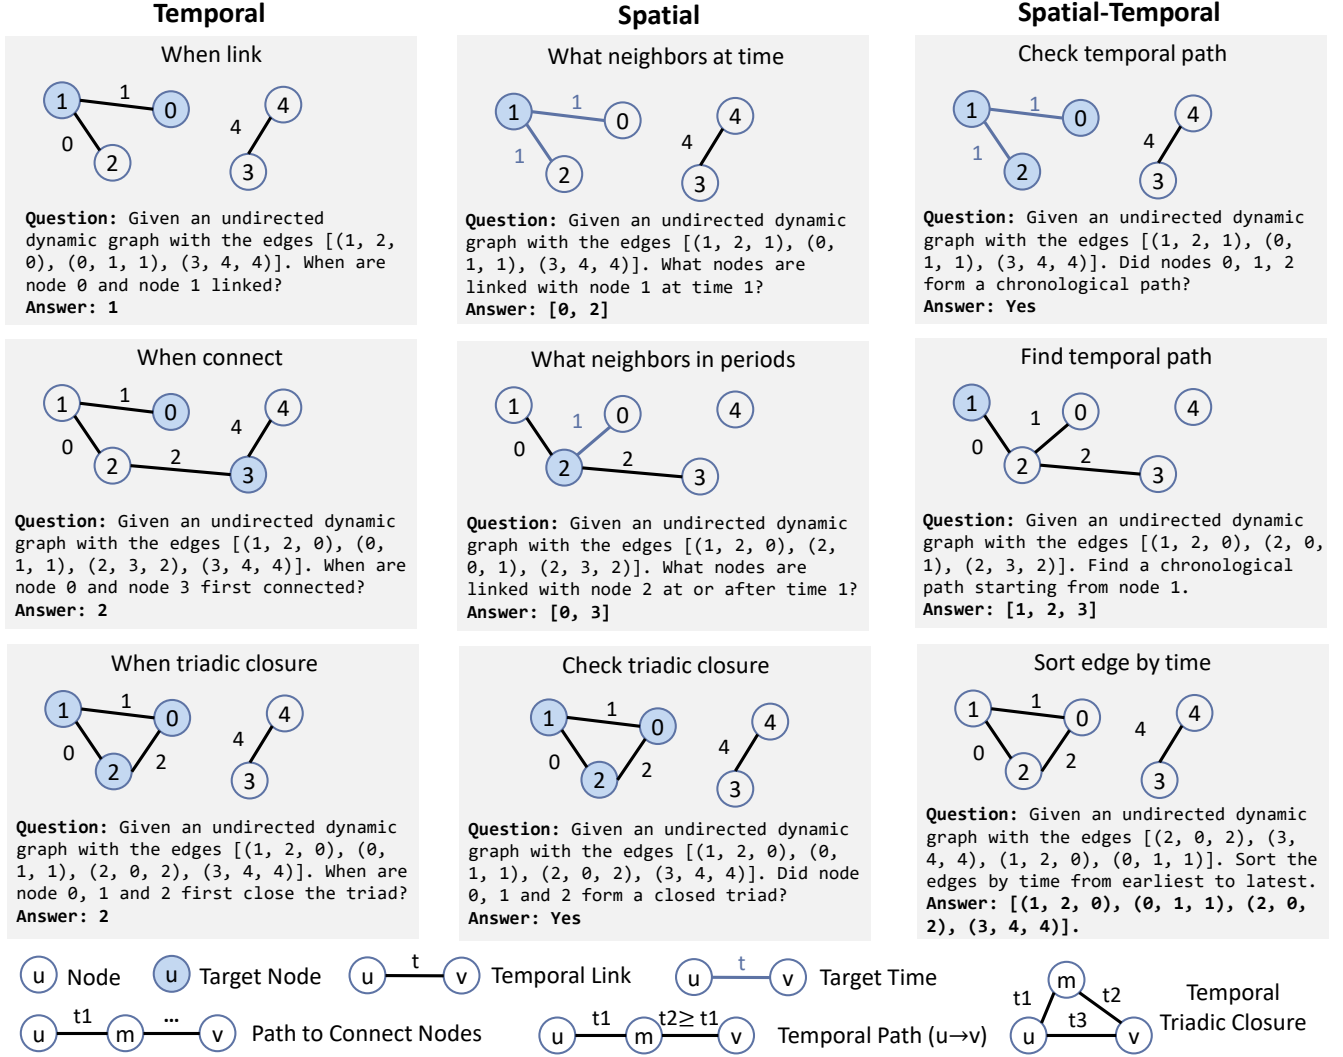 Temporal
Spatial
Spatial-Temporal
When link
1
1
0
0
2
4
4
3
Question: Given an undirected
dynamic graph with the edges [(1, 2,
0), (0, 1, 1), (3, 4, 4)]. When are
node 0 and node 1 linked?
Answer: 1
What neighbors at time
1
1
0
1
2
4
4
3
Question: Given an undirected dynamic
graph with the edges [(1, 2, 1), (0,
1, 1), (3, 4, 4)]. What nodes are
linked with node 1 at time 1?
Answer: [0, 2]
Check temporal path
1
1
0
1
2
4
4
3
Question: Given an undirected dynamic
graph with the edges [(1, 2, 1), (0,
1, 1), (3, 4, 4)]. Did nodes 0, 1, 2
form a chronological path?
Answer: Yes
When connect
1
1
0
0
2
2
4
4
3
Question: Given an undirected dynamic
graph with the edges [(1, 2, 0), (0,
1, 1), (2, 3, 2), (3, 4, 4)]. When are
node 0 and node 3 first connected?
Answer: 2
What neighbors in periods
1
1
0
4
0
2
2
3
Question: Given an undirected dynamic
graph with the edges [(1, 2, 0), (2,
0, 1), (2, 3, 2)]. What nodes are
linked with node 2 at or after time 1?
Answer: [0, 3]
Find temporal path
1
1
0
4
0
2
2
3
Question: Given an undirected dynamic
graph with the edges [(1, 2, 0), (2, 0,
1), (2, 3, 2)]. Find a chronological
path starting from node 1.
Answer: [1, 2, 3]
When triadic closure
1
1
0
0
2
2
4
4
3
Question: Given an undirected dynamic
graph with the edges [(1, 2, 0), (0,
1, 1), (2, 0, 2), (3, 4, 4)]. When are
node 0, 1 and 2 first close the triad?
Answer: 2
Check triadic closure
1
1
0
0
2
2
4
4
3
Question: Given an undirected dynamic
graph with the edges [(1, 2, 0), (0,
1, 1), (2, 0, 2), (3, 4, 4)]. Did node
0, 1 and 2 form a closed triad?
Answer: Yes
Sort edge by time
1
1
0
0
2
2
4
4
3
Question: Given an undirected dynamic
graph with the edges [(2, 0, 2), (3,
4, 4), (1, 2, 0), (0, 1, 1)]. Sort the
edges by time from earliest to latest.
Answer: [(1, 2, 0), (0, 1, 1), (2, 0,
2), (3, 4, 4)].
u Node
u Target Node
u t v Temporal Link
u t v Target Time
u t1 m ... v Path to Connect Nodes
u t1 m t2≥ t1 v Temporal Path (u→v)
m
t1 t2
u t3 v
Temporal
Triadic Closure